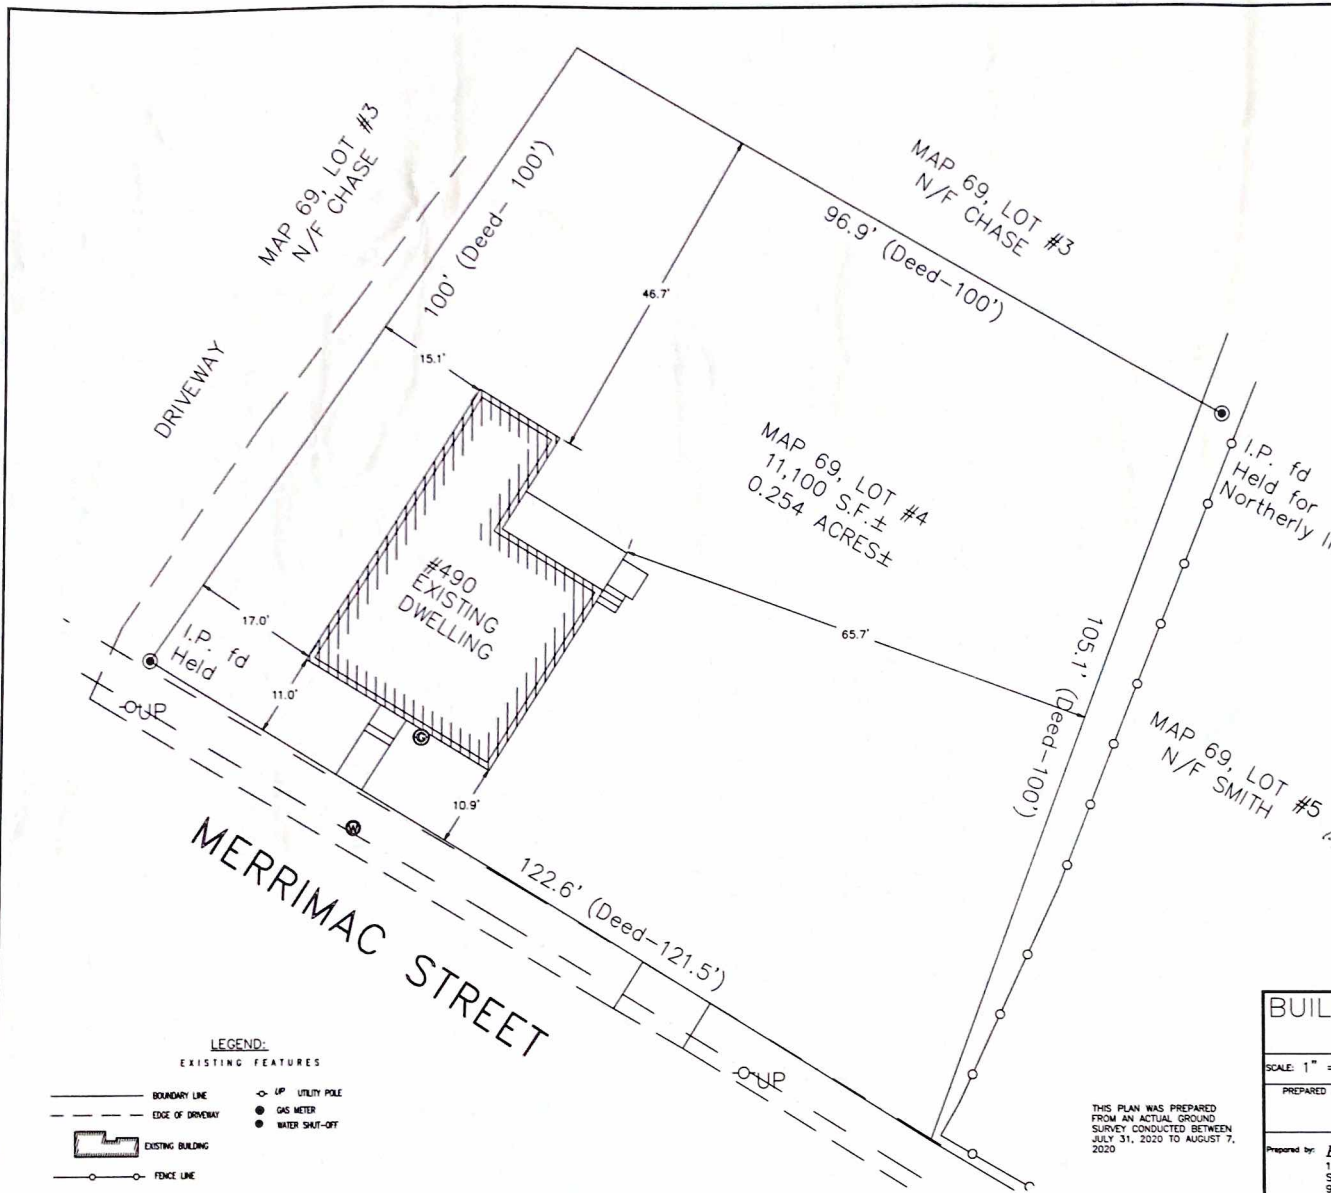 MAP 69, LOT #3
N/F CHASE
MAP 69, LOT #3
N/F CHASE
100' (Deed- 100')
96.9' (Deed-100')
46.7'
15.1'
DRIVEWAY
MAP 69, LOT #4
11,100 S.F.±
0.254 ACRES±
I.P. fd
Held for
Northerly
#490
EXISTING
DWELLING
17.0'
I.P. fd
Held
11.0'
65.7'
105.1' (Deed-100')
UP
G
10.9'
W
MAP 69, LOT #5
N/F SMITH
MERRIMAC STREET
122.6' (Deed-121.5')
UP
LEGEND:
EXISTING FEATURES
BOUNDARY LINE
EDGE OF DRIVEWAY
EXISTING BUILDING
FENCE LINE
UP UTILITY POLE
GAS METER
WATER SHUT-OFF
THIS PLAN WAS PREPARED
FROM AN ACTUAL GROUND
SURVEY CONDUCTED BETWEEN
JULY 31, 2020 TO AUGUST 7,
2020
BUIL
SCALE: 1" =
PREPARED
Prepared by: